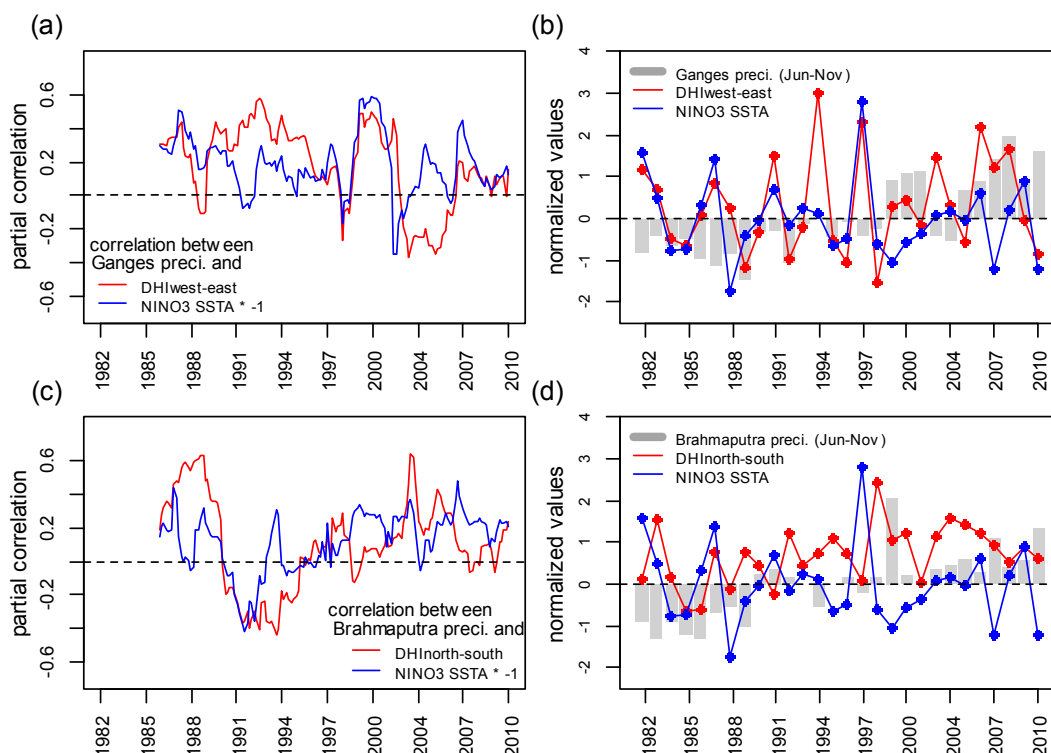 (a)
partial correlation
0.6
0.2
-0.2
-0.6
correlation between
Ganges preci. and
DHIwest-east
NINO3 SSTA * -1
1982
1985
1988
1991
1994
1997
2000
2004
2007
2010
(b)
normalized values
4
3
2
1
0
-1
-2
Ganges preci. (Jun-Nov)
DHIwest-east
NINO3 SSTA
1982
1985
1988
1991
1994
1997
2000
2004
2007
2010
(c)
partial correlation
0.6
0.2
-0.2
-0.6
correlation between
Brahmaputra preci. and
DHInorth-south
NINO3 SSTA * -1
1982
1985
1988
1991
1994
1997
2000
2004
2007
2010
(d)
normalized values
4
3
2
1
0
-1
-2
Brahmaputra preci. (Jun-Nov)
DHInorth-south
NINO3 SSTA
1982
1985
1988
1991
1994
1997
2000
2004
2007
2010